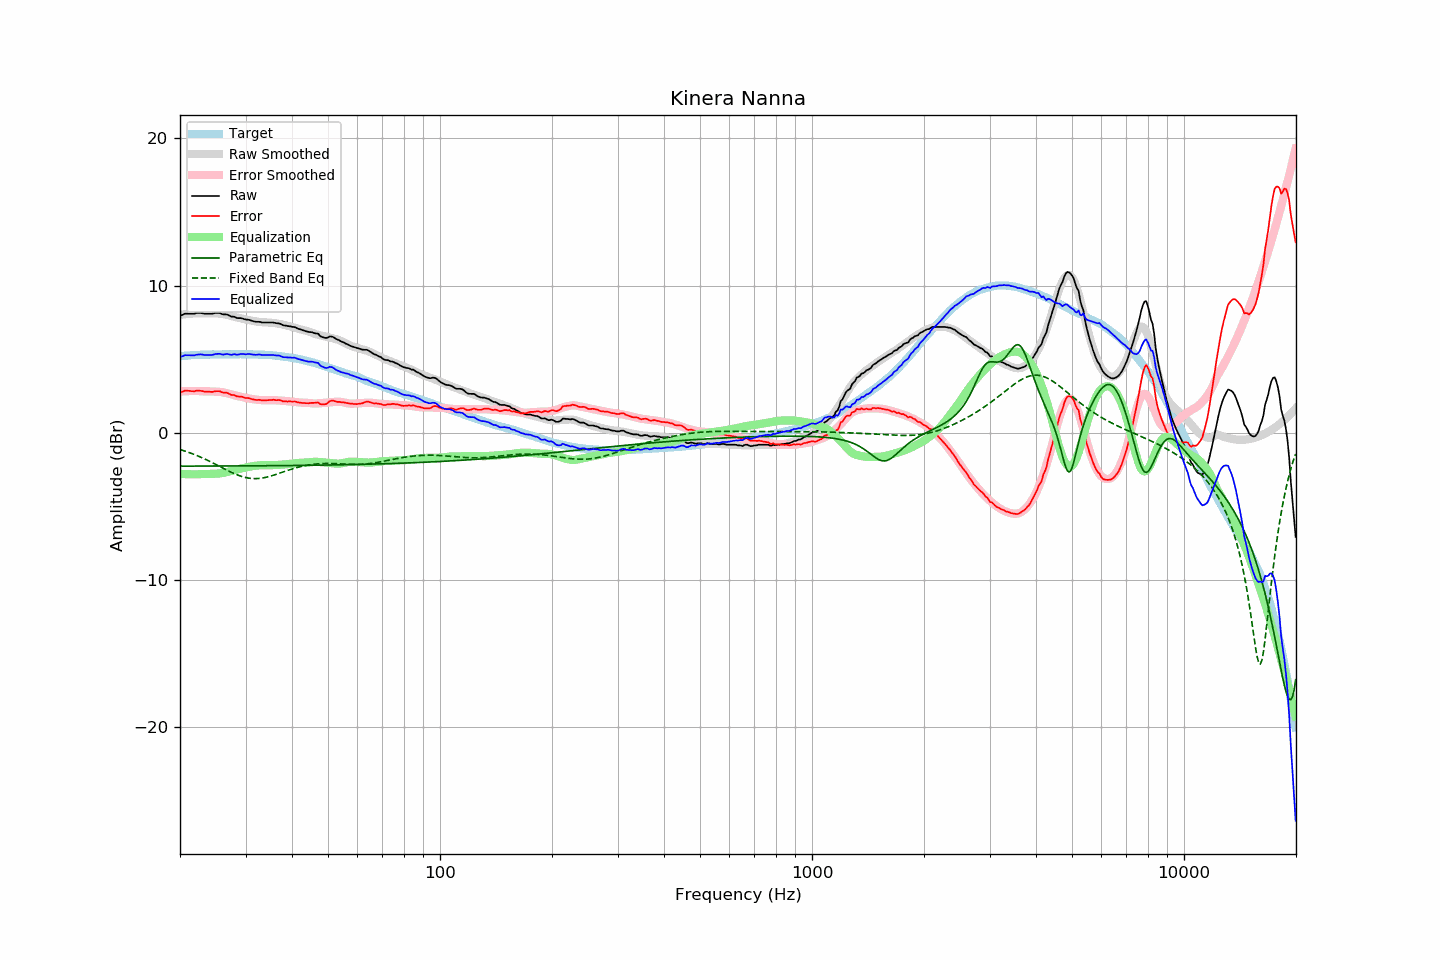 Kinera Nanna
Target
Raw Smoothed
Error Smoothed
Raw
Error
Equalization
Parametric Eq
Fixed Band Eq
Equalized
20
10
0
−10
−20
Amplitude (dBr)
100
1000
10000
Frequency (Hz)